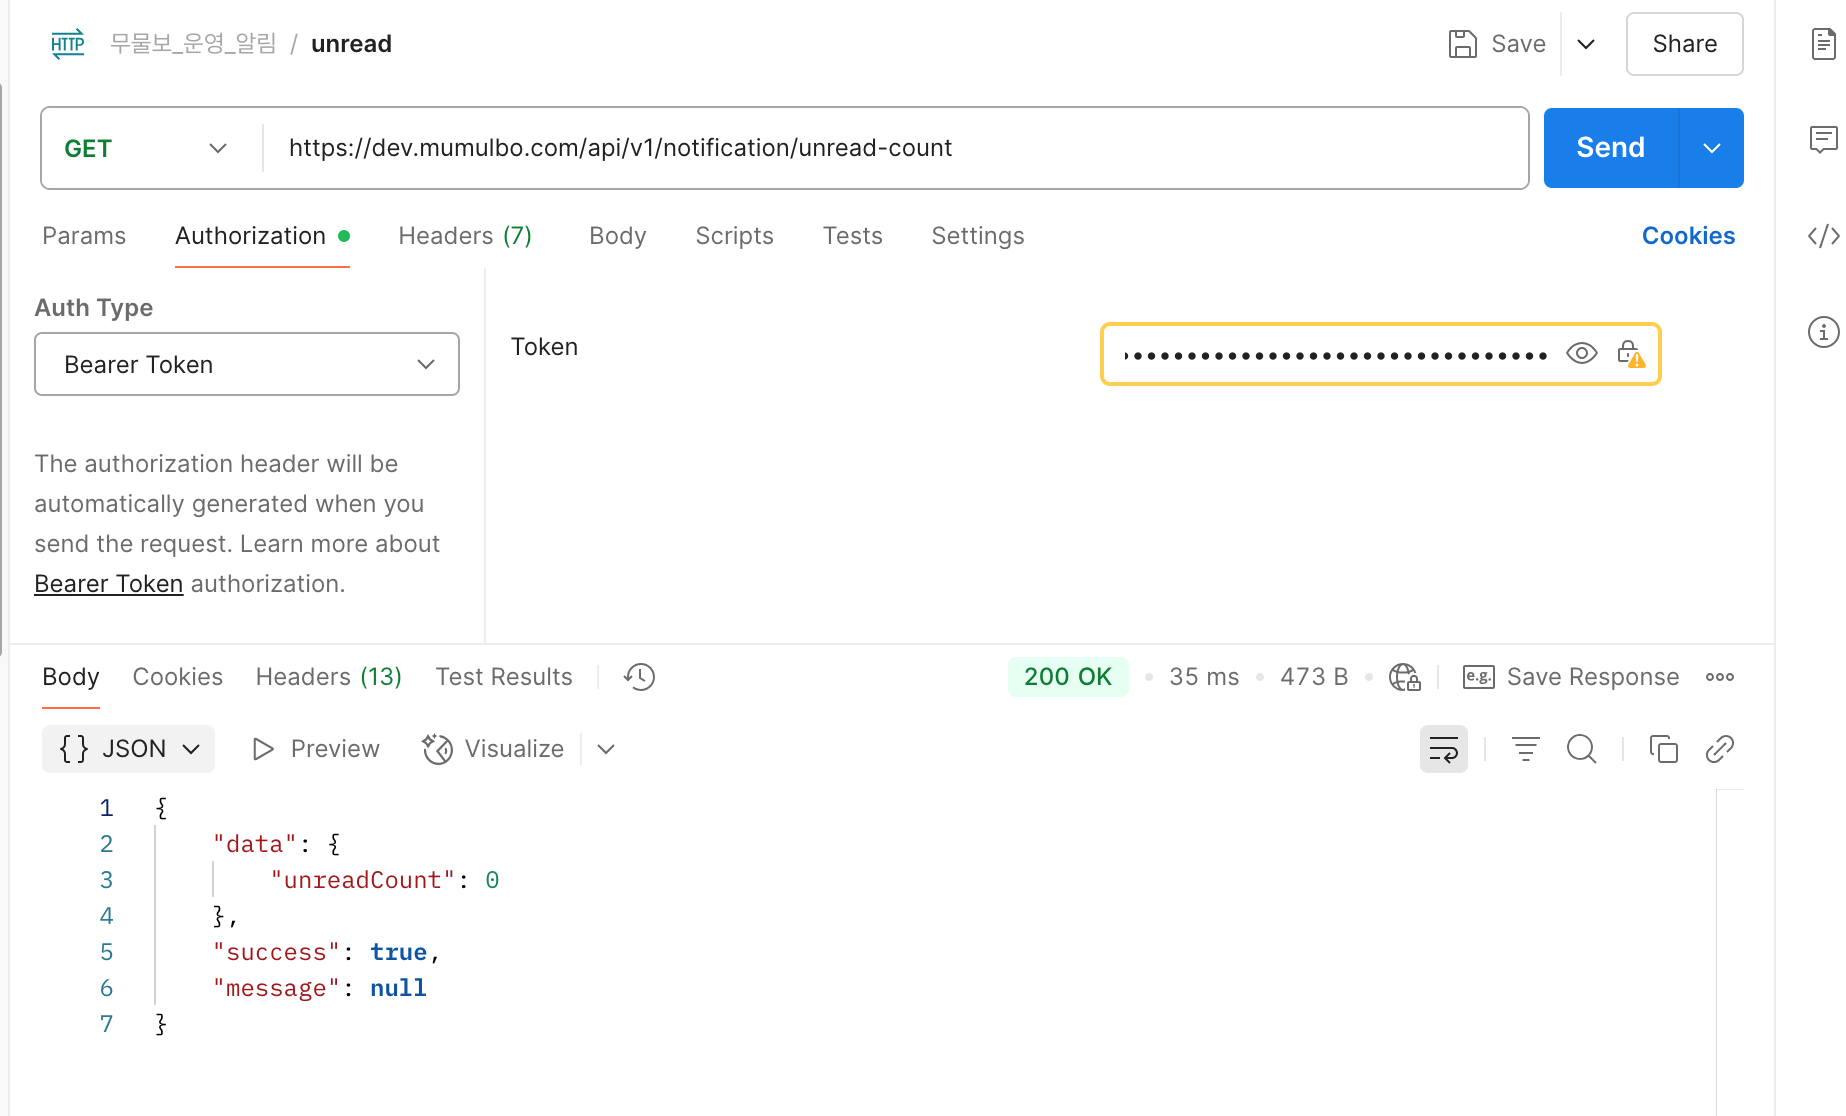 HTTP 무물보_운영_알림 / unread Save Share
GET https://dev.mumulbo.com/api/v1/notification/unread-count Send
Params Authorization Headers (7) Body Scripts Tests Settings Cookies
Auth Type
Bearer Token
Token
The authorization header will be
automatically generated when you
send the request. Learn more about
Bearer Token authorization.
Body Cookies Headers (13) Test Results 200 OK • 35 ms • 473 B • e.g. Save Response
{} JSON Preview Visualize
1 {
2 "data": {
3 "unreadCount": 0
4 },
5 "success": true,
6 "message": null
7 }